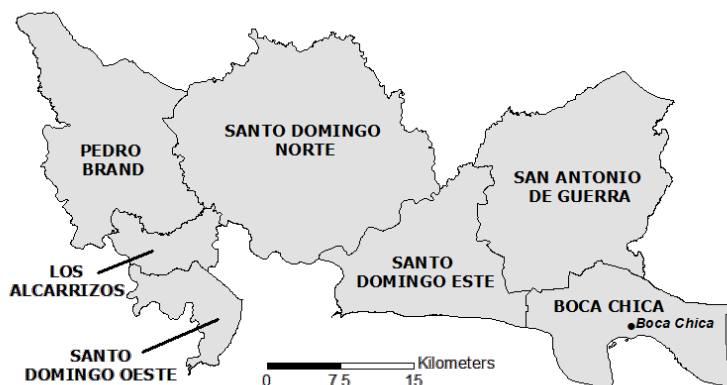 SANTO DOMINGO
NORTE
PEDRO
BRAND
SAN ANTONIO
DE GUERRA
LOS
ALCARRIZOS
SANTO
DOMINGO ESTE
BOCA CHICA
Boca Chica
SANTO
DOMINGO OESTE
Kilometers
0 7.5 15